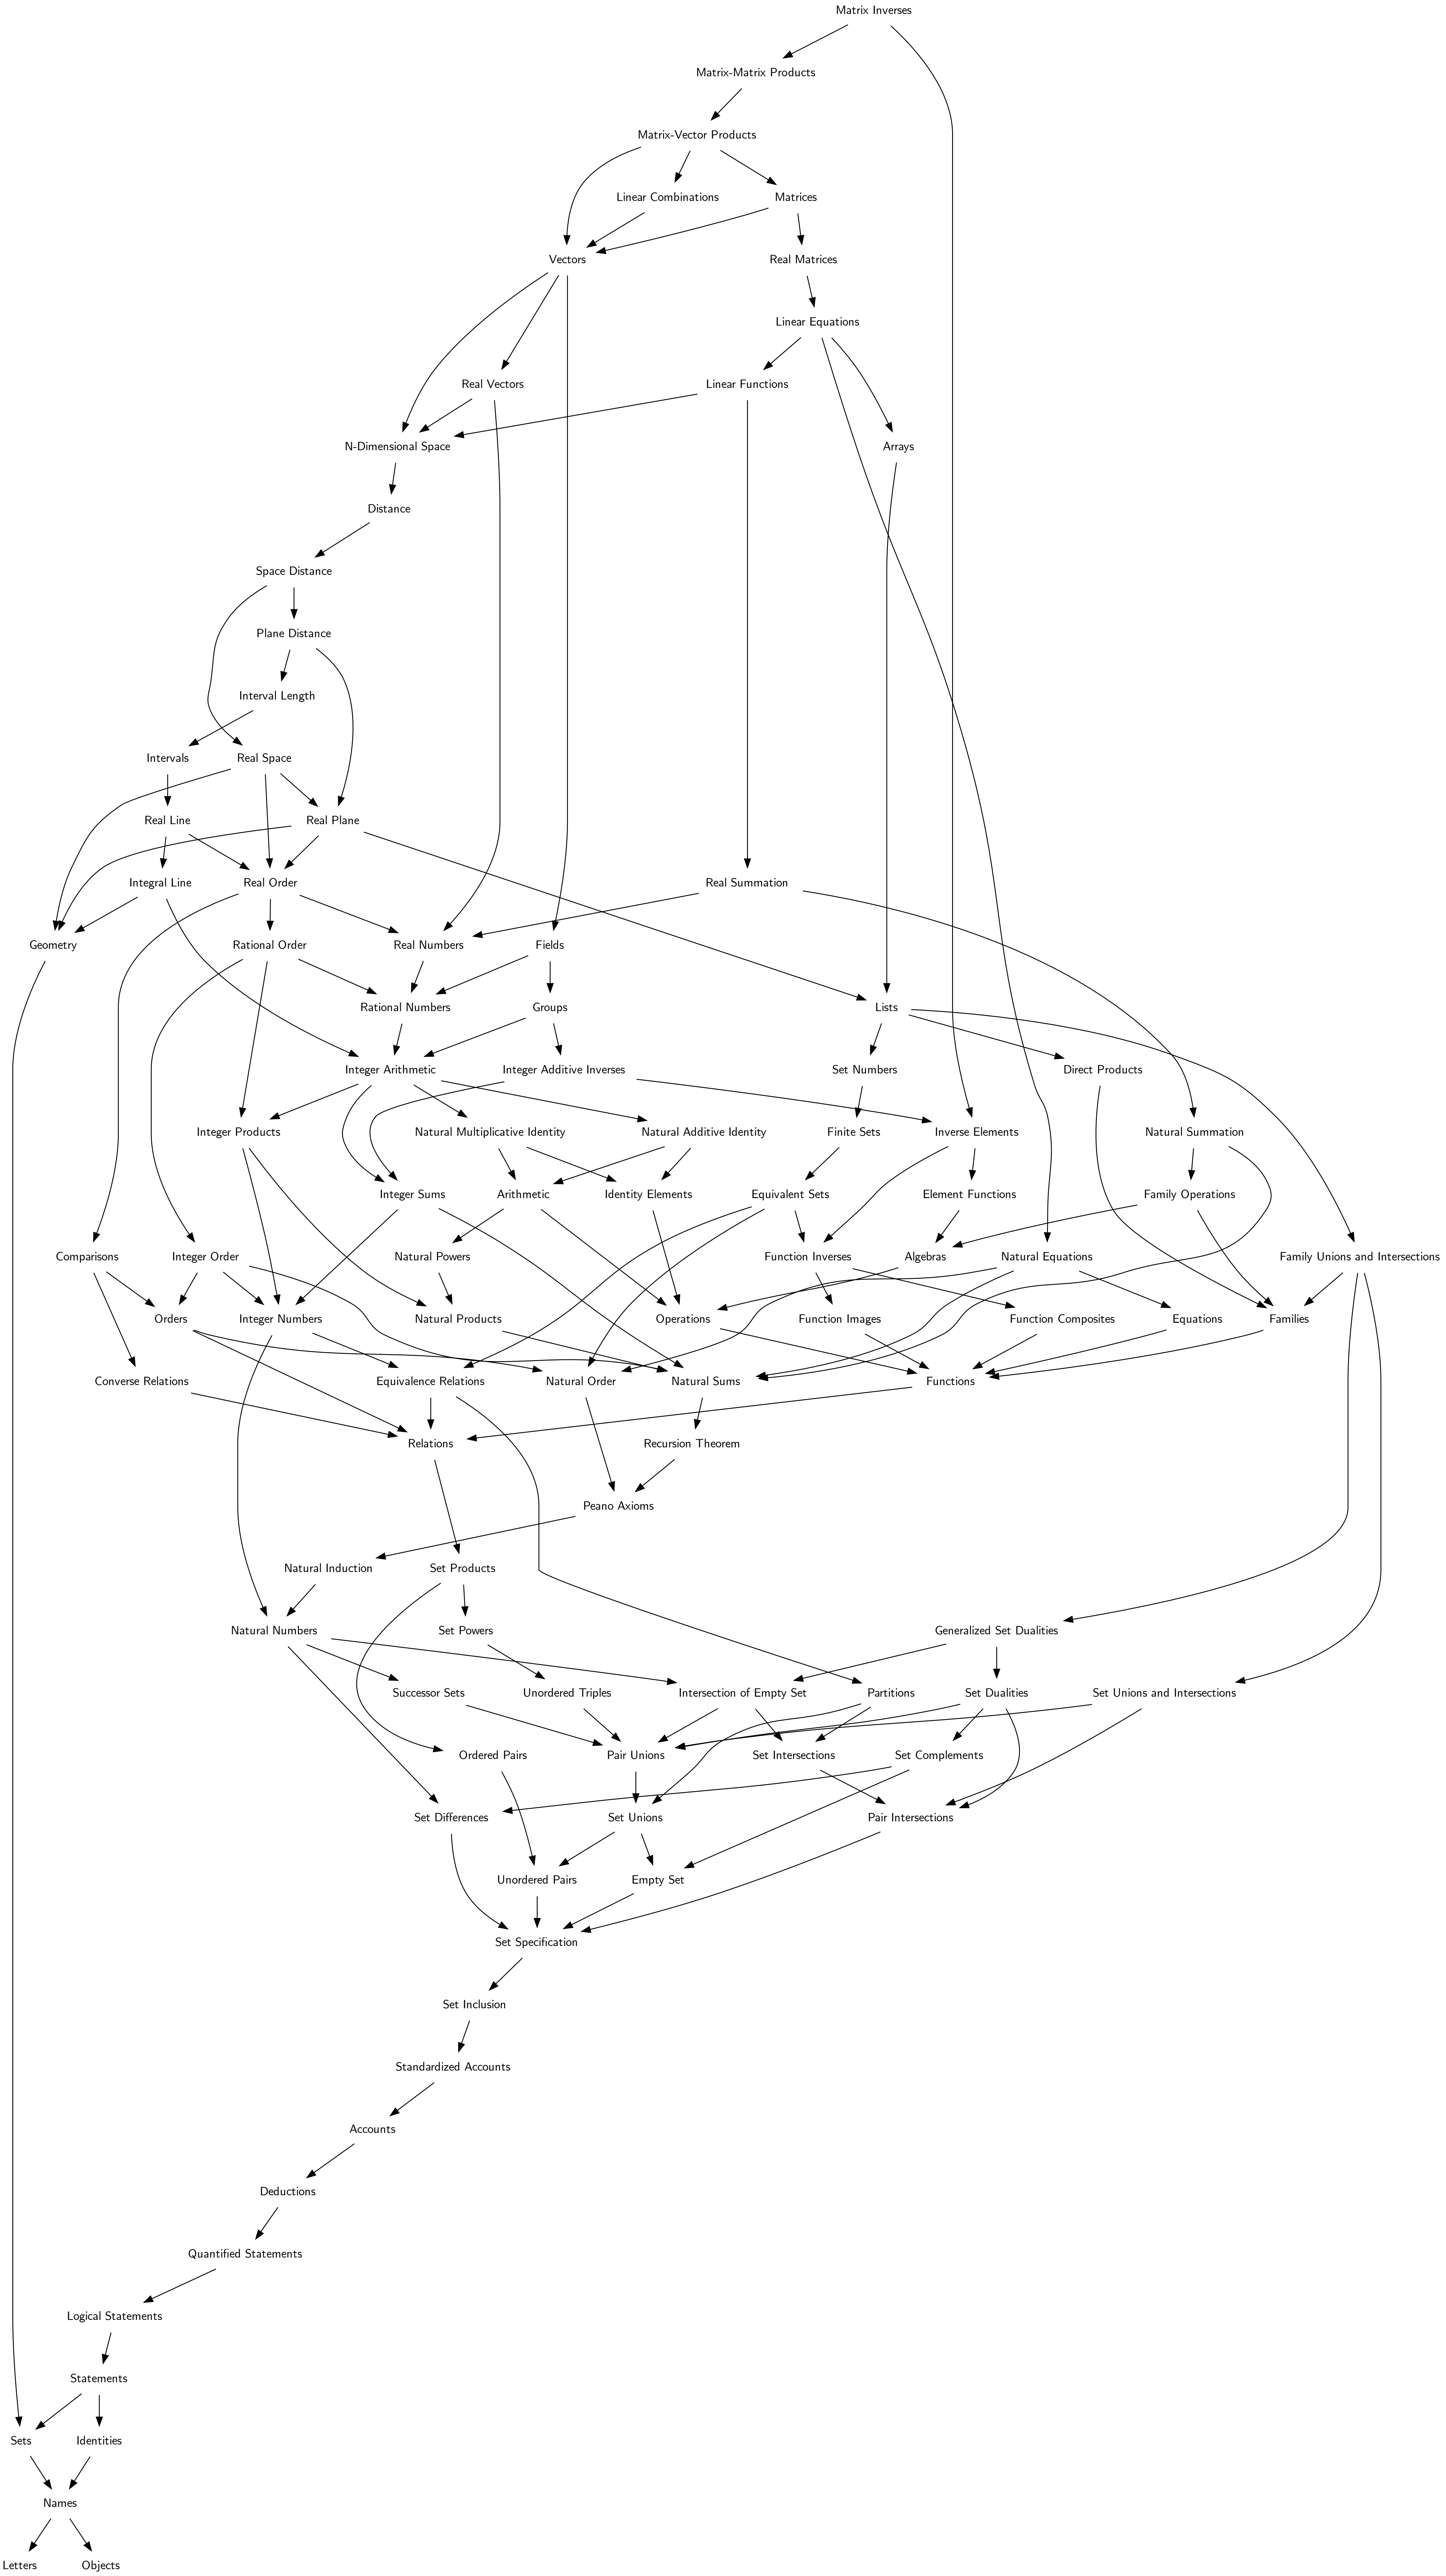 Matrix Inverses
Matrix-Matrix Products
Matrix-Vector Products
Linear Combinations
Matrices
Vectors
Real Matrices
Linear Equations
Real Vectors
Linear Functions
N-Dimensional Space
Arrays
Distance
Space Distance
Plane Distance
Interval Length
Intervals
Real Space
Real Line
Real Plane
Integral Line
Real Order
Real Summation
Geometry
Rational Order
Real Numbers
Fields
Rational Numbers
Groups
Lists
Integer Arithmetic
Integer Additive Inverses
Set Numbers
Direct Products
Integer Products
Natural Multiplicative Identity
Natural Additive Identity
Finite Sets
Inverse Elements
Natural Summation
Integer Sums
Arithmetic
Identity Elements
Equivalent Sets
Element Functions
Family Operations
Comparisons
Integer Order
Natural Powers
Function Inverses
Algebras
Natural Equations
Family Unions and Intersections
Orders
Integer Numbers
Natural Products
Operations
Function Images
Function Composites
Equations
Families
Converse Relations
Equivalence Relations
Natural Order
Natural Sums
Functions
Relations
Recursion Theorem
Peano Axioms
Natural Induction
Set Products
Natural Numbers
Set Powers
Generalized Set Dualities
Successor Sets
Unordered Triples
Intersection of Empty Set
Partitions
Set Dualities
Set Unions and Intersections
Ordered Pairs
Pair Unions
Set Intersections
Set Complements
Set Differences
Set Unions
Pair Intersections
Unordered Pairs
Empty Set
Set Specification
Set Inclusion
Standardized Accounts
Accounts
Deductions
Quantified Statements
Logical Statements
Statements
Sets
Identities
Names
Letters
Objects